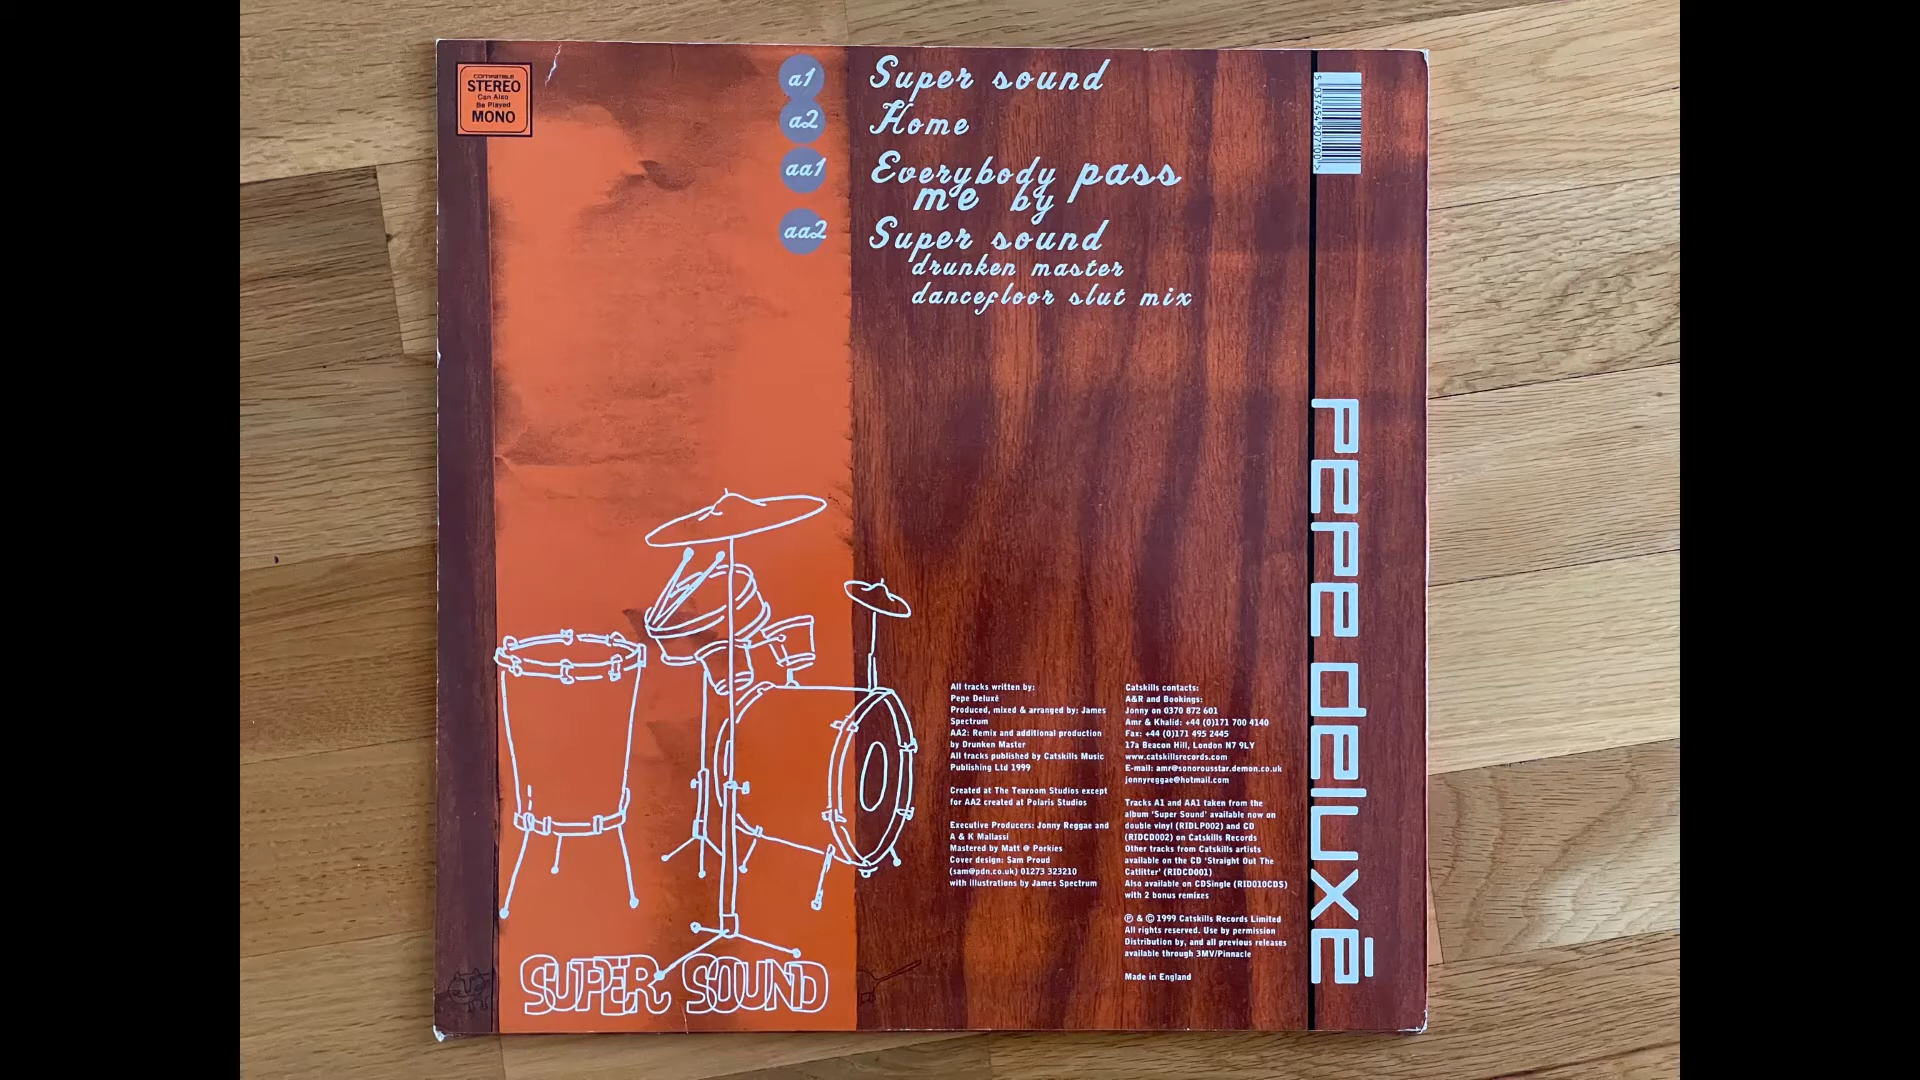 COMPATIBLE
STEREO
Can Also
Be Played
MONO
a1 Super sound
a2 Home
aa1 Everybody pass
me by
aa2 Super sound
drunken master
dancefloor slut mix
5 037454 207100 >
PEPE DELUXÉ
All tracks written by:
Pepe Deluxé
Produced, mixed & arranged by: James
Spectrum
AA2: Remix and additional production
by Drunken Master
All tracks published by Catskills Music
Publishing Ltd 1999
Created at The Tearoom Studios except
for AA2 created at Polaris Studios
Executive Producers: Jonny Reggae and
A & K Mallassi
Mastered by Matt @ Porkies
Cover design: Sam Proud
(sam@pdn.co.uk) 01273 323210
with illustrations by James Spectrum
Catskills contacts:
A&R and Bookings:
Jonny on 0370 872 601
Amr & Khalid: +44 (0)171 700 4140
Fax: +44 (0)171 495 2445
17a Beacon Hill, London N7 9LY
www.catskillsrecords.com
E-mail: amr@sonorousstar.demon.co.uk
jonnyreggae@hotmail.com
Tracks A1 and AA1 taken from the
album 'Super Sound' available now on
double vinyl (RIDLP002) and CD
(RIDCD002) on Catskills Records
Other tracks from Catskills artists
available on the CD 'Straight Out The
Catlitter' (RIDCD001)
Also available on CDSingle (RID010CDS)
with 2 bonus remixes
℗ & © 1999 Catskills Records Limited
All rights reserved. Use by permission
Distribution by, and all previous releases
available through 3MV/Pinnacle
Made in England
SUPER SOUND